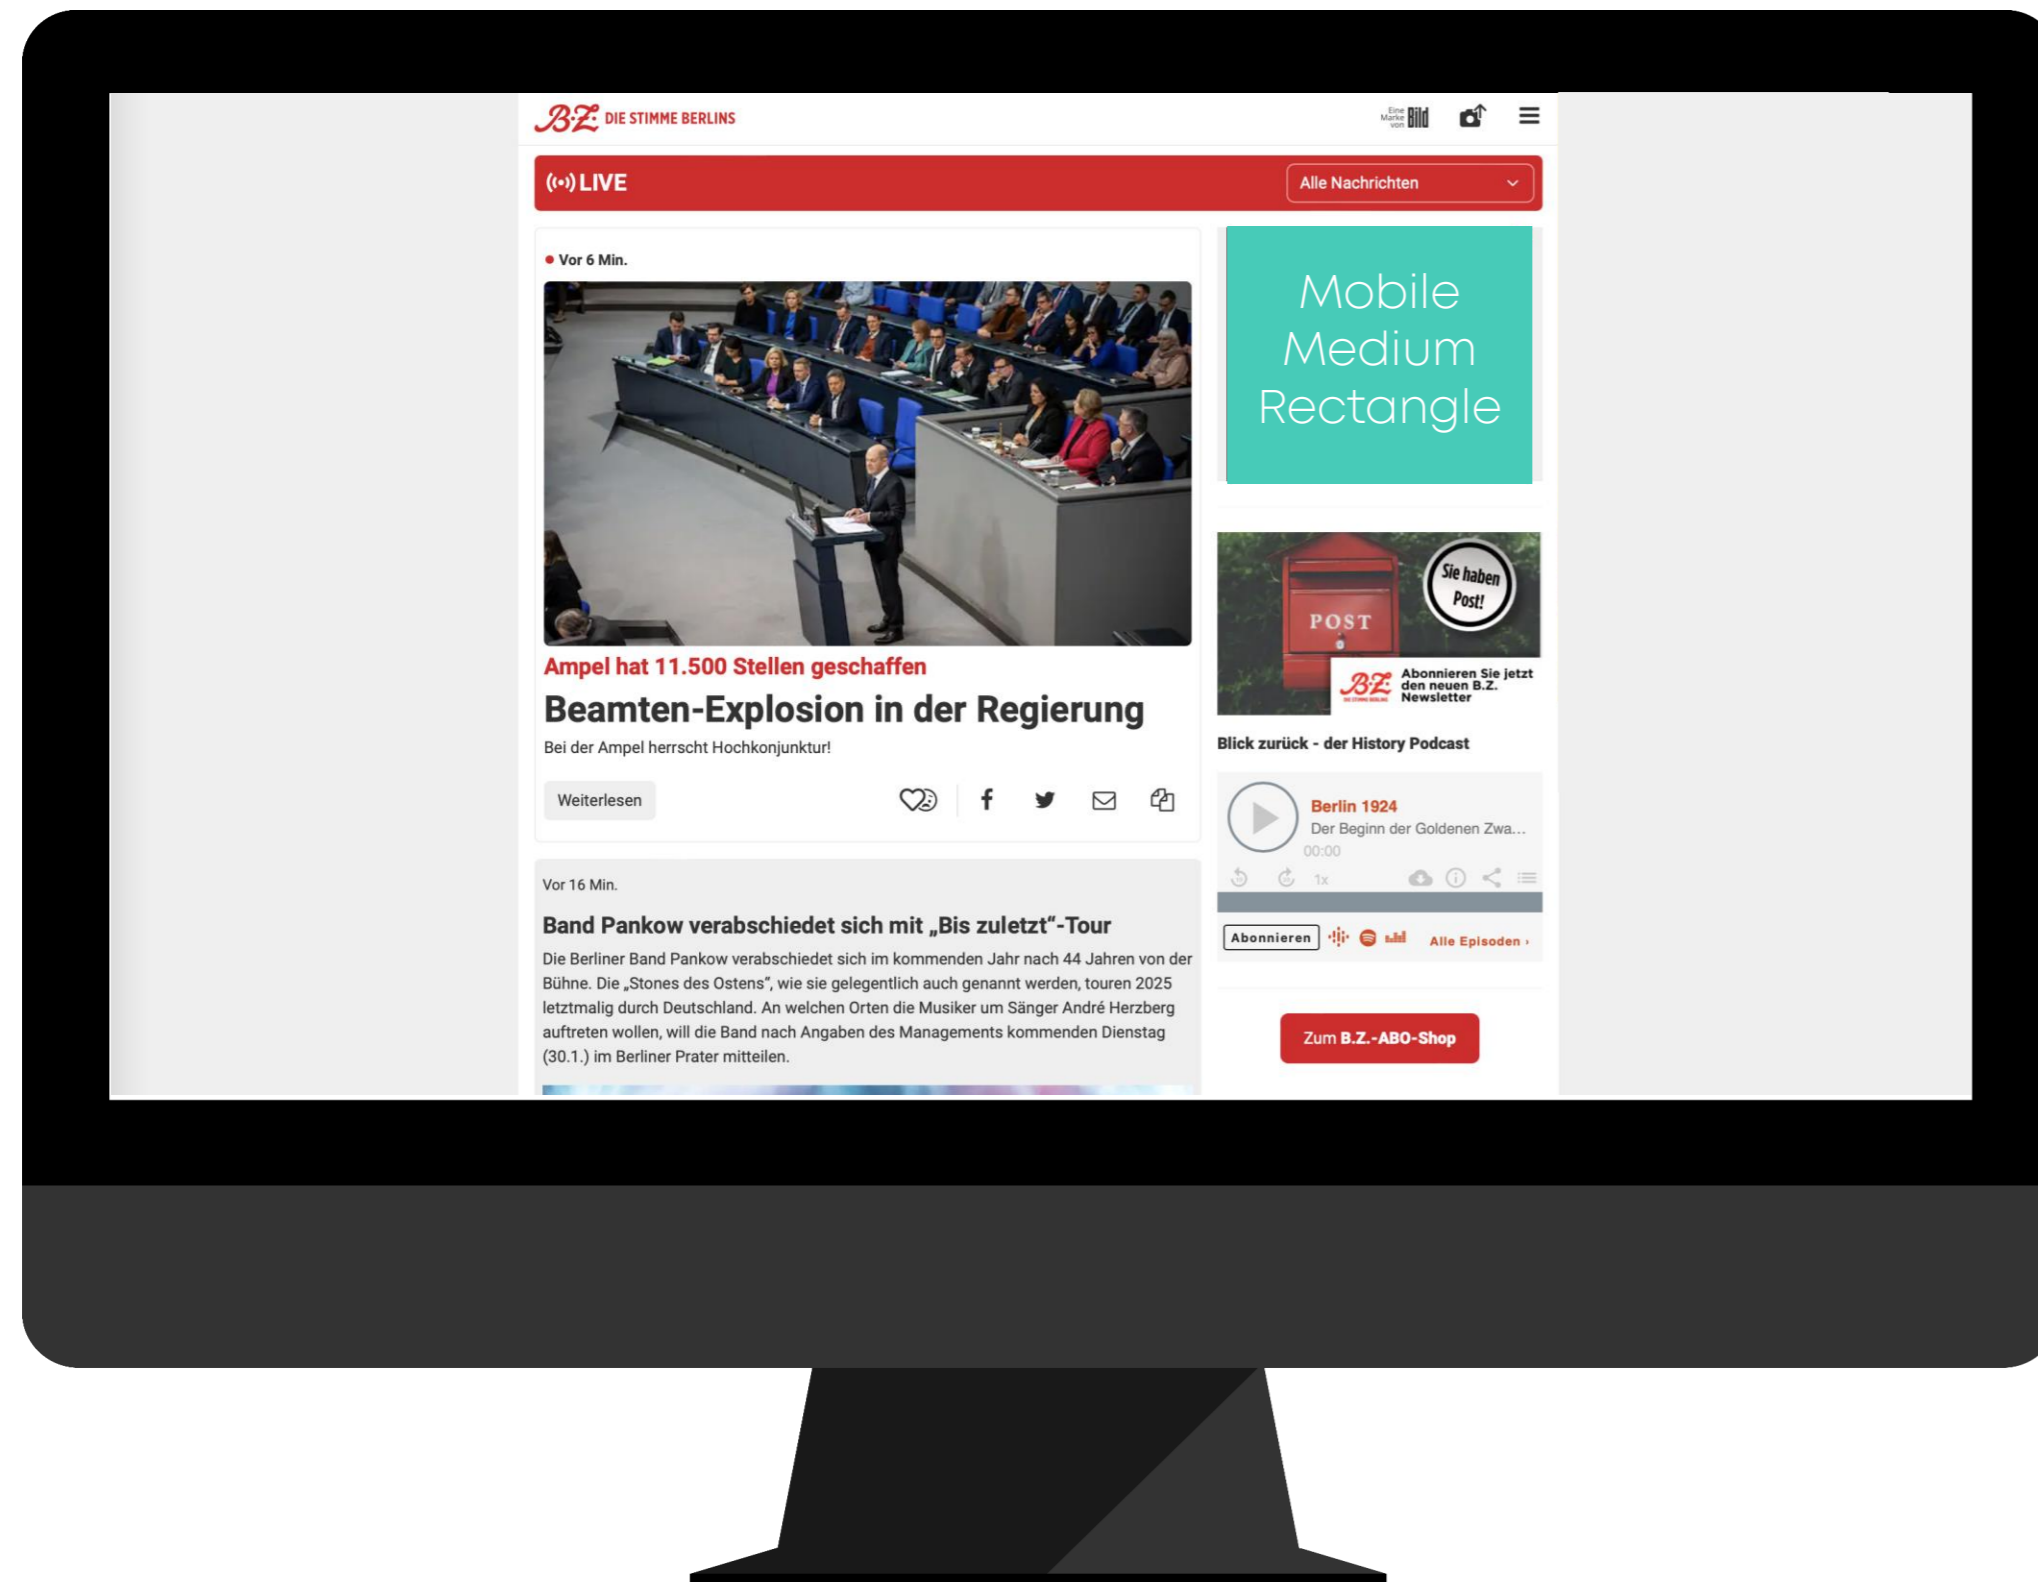 B.Z. DIE STIMME BERLINS
Eine Marke von Bild
LIVE
Alle Nachrichten
Vor 6 Min.
Ampel hat 11.500 Stellen geschaffen
Beamten-Explosion in der Regierung
Bei der Ampel herrscht Hochkonjunktur!
Weiterlesen
Vor 16 Min.
Band Pankow verabschiedet sich mit „Bis zuletzt“-Tour
Die Berliner Band Pankow verabschiedet sich im kommenden Jahr nach 44 Jahren von der
Bühne. Die „Stones des Ostens“, wie sie gelegentlich auch genannt werden, touren 2025
letztmalig durch Deutschland. An welchen Orten die Musiker um Sänger André Herzberg
auftreten wollen, will die Band nach Angaben des Managements kommenden Dienstag
(30.1.) im Berliner Prater mitteilen.
Mobile
Medium
Rectangle
Sie haben
Post!
POST
B.Z.
DIE STIMME BERLINS
Abonnieren Sie jetzt
den neuen B.Z.
Newsletter
Blick zurück - der History Podcast
Berlin 1924
Der Beginn der Goldenen Zwa...
00:00
1x
Abonnieren
Alle Episoden ›
Zum B.Z.-ABO-Shop